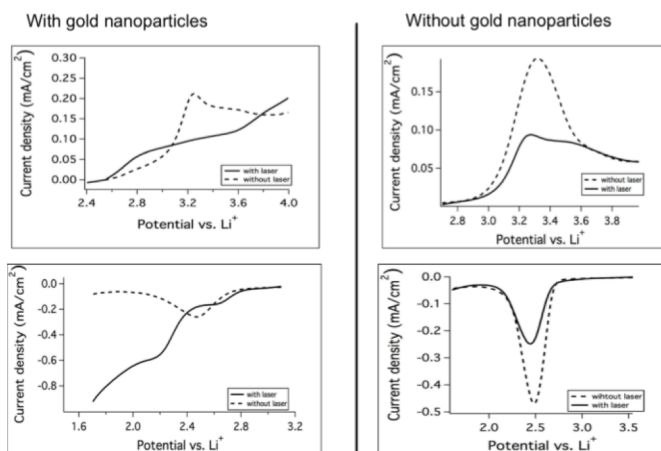 With gold nanoparticles
Without gold nanoparticles
Current density (mA/cm²)
0.30
0.25
0.20
0.15
0.10
0.05
0.00
with laser
without laser
2.4 2.8 3.2 3.6 4.0
Potential vs. Li⁺
Current density (mA/cm²)
0.15
0.10
0.05
without laser
with laser
2.8 3.0 3.2 3.4 3.6 3.8
Potential vs. Li⁺
Current density (mA/cm²)
0.0
-0.2
-0.4
-0.6
-0.8
with laser
without laser
1.6 2.0 2.4 2.8 3.2
Potential vs. Li⁺
Current density (mA/cm²)
0.0
-0.1
-0.2
-0.3
-0.4
-0.5
wihtout laser
with laser
2.0 2.5 3.0 3.5
Potential vs. Li⁺